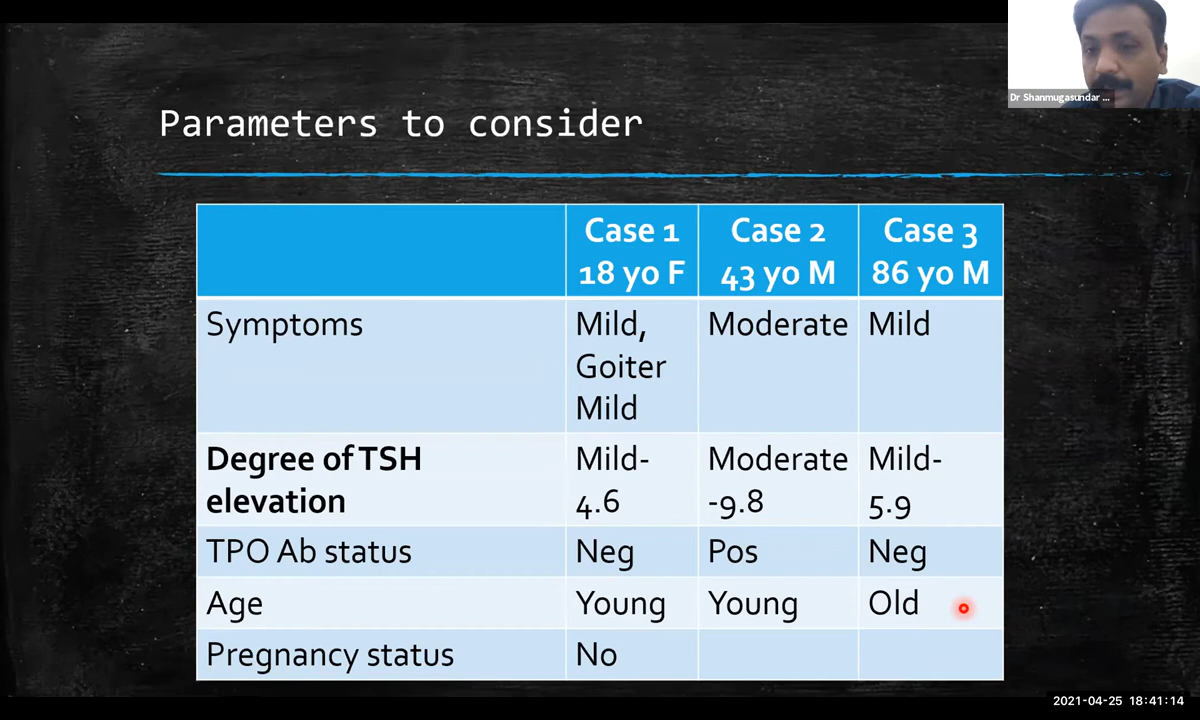 Dr Shanmugasundar ...
Parameters to consider
Case 1 Case 2 Case 3
18 yo F 43 yo M 86 yo M
Symptoms Mild, Moderate Mild
Goiter
Mild
Degree of TSH Mild- Moderate Mild-
elevation 4.6 -9.8 5.9
TPO Ab status Neg Pos Neg
Age Young Young Old
Pregnancy status No
2021-04-25 18:41:14